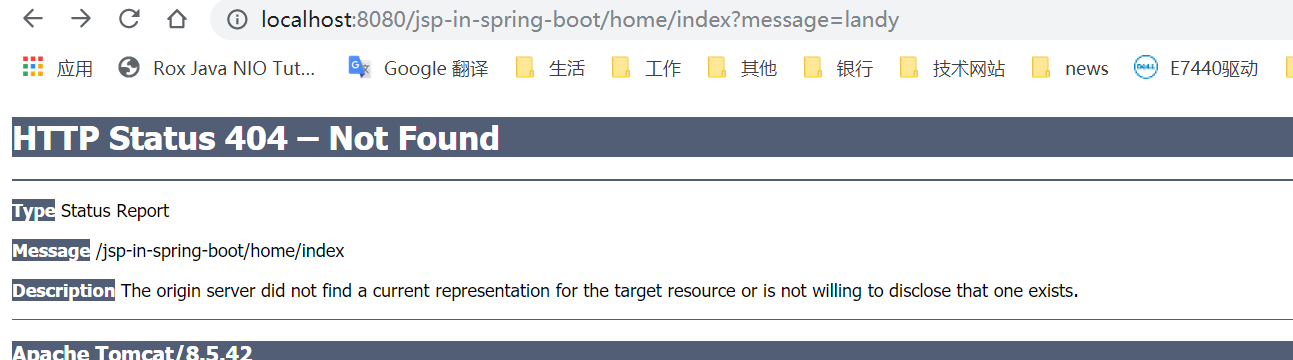 localhost:8080/jsp-in-spring-boot/home/index?message=landy
应用 Rox Java NIO Tut... Google 翻译 生活 工作 其他 银行 技术网站 news DELL E7440驱动
HTTP Status 404 – Not Found
Type Status Report
Message /jsp-in-spring-boot/home/index
Description The origin server did not find a current representation for the target resource or is not willing to disclose that one exists.
Apache Tomcat/8.5.42